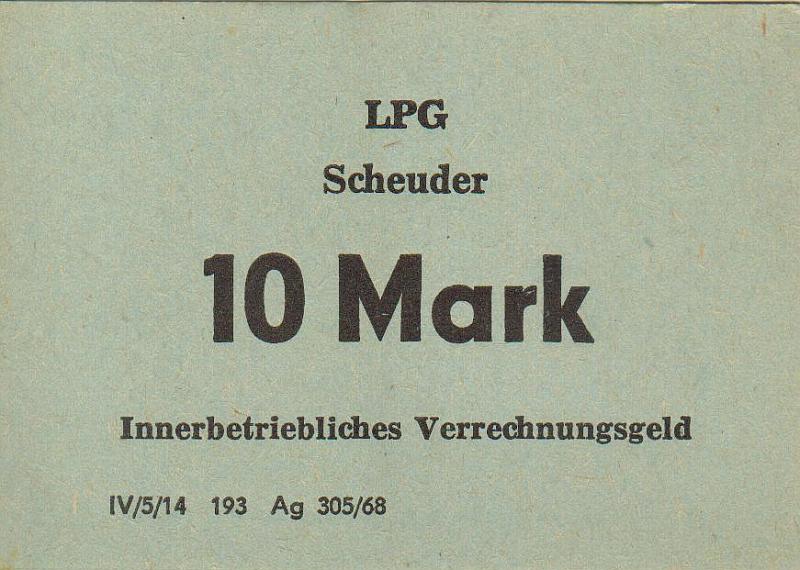 LPG
Scheuder
10 Mark
Innerbetriebliches Verrechnungsgeld
IV/5/14 193 Ag 305/68